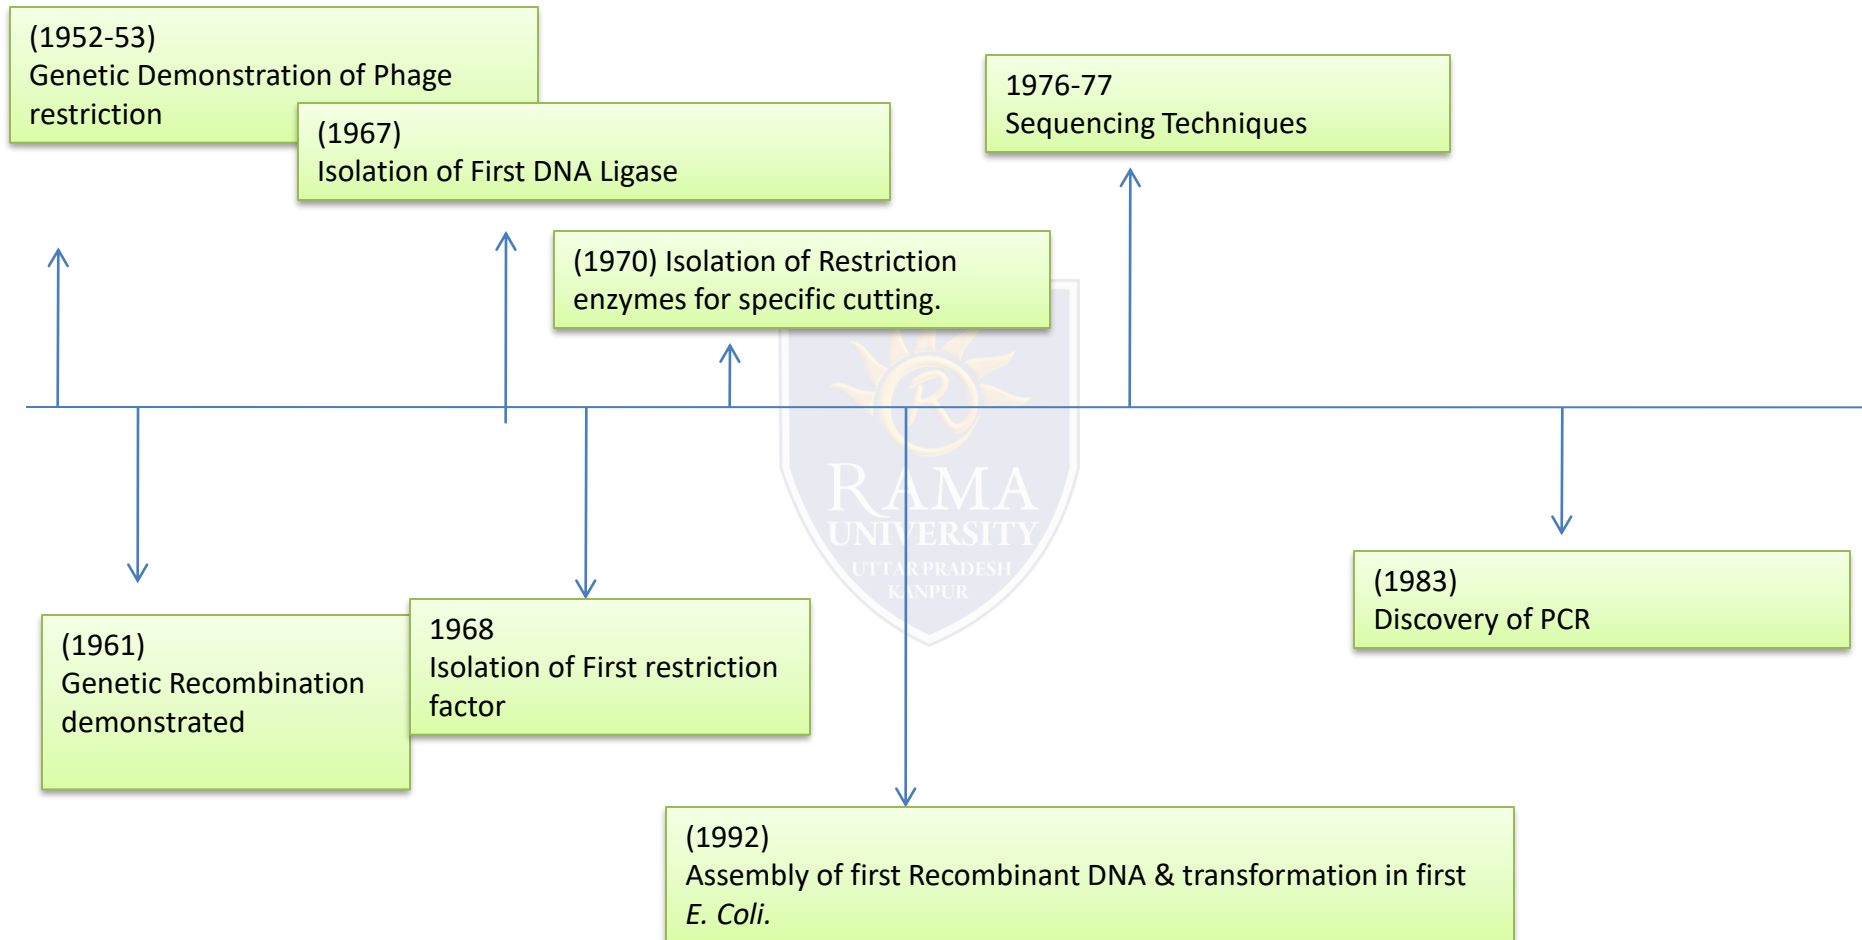 (1952-53)
Genetic Demonstration of Phage
restriction
(1967)
Isolation of First DNA Ligase
1976-77
Sequencing Techniques
(1970) Isolation of Restriction
enzymes for specific cutting.
R
RAMA
UNIVERSITY
UTTAR PRADESH
KANPUR
(1961)
Genetic Recombination
demonstrated
1968
Isolation of First restriction
factor
(1983)
Discovery of PCR
(1992)
Assembly of first Recombinant DNA & transformation in first
E. Coli.